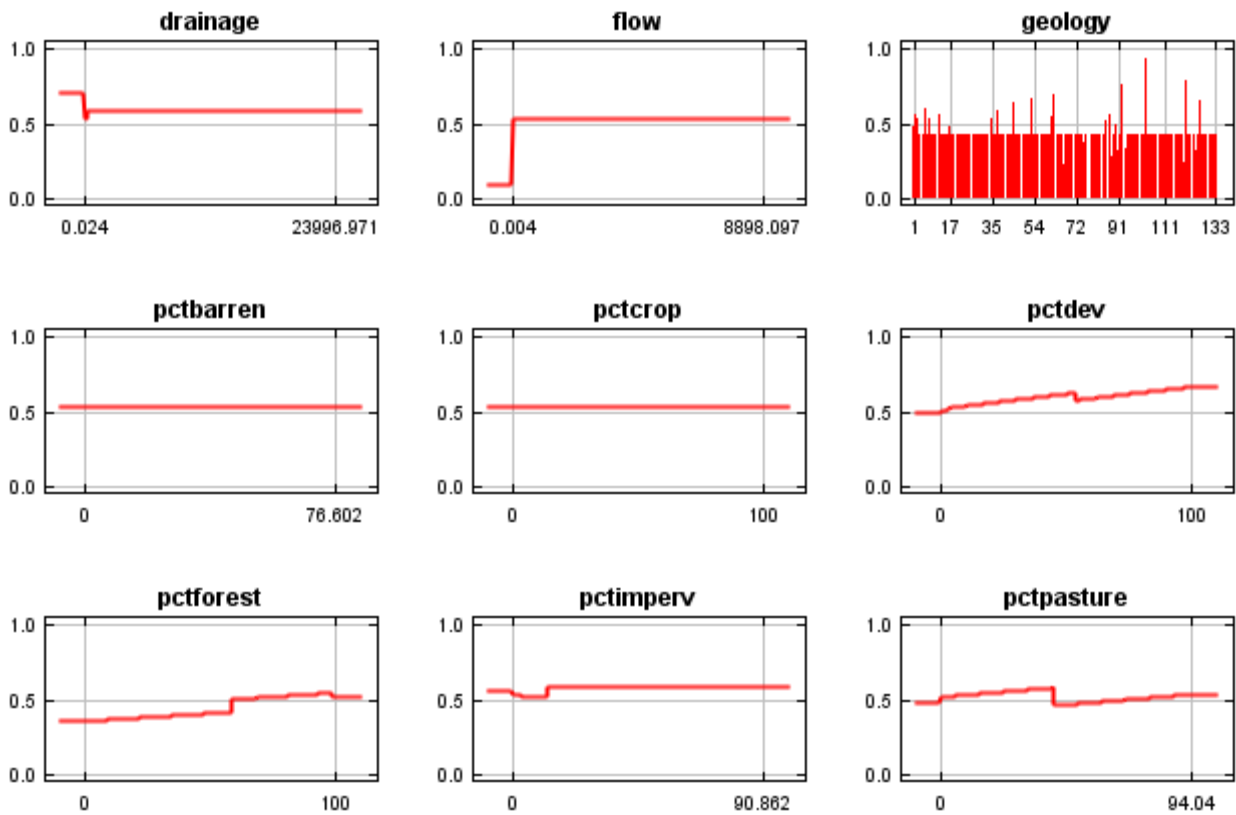 drainage flow geology
1.0 1.0 1.0
0.5 0.5 0.5
0.0 0.0 0.0
0.024 23996.971 0.004 8898.097 1 17 35 54 72 91 111 133
pctbarren pctcrop pctdev
1.0 1.0 1.0
0.5 0.5 0.5
0.0 0.0 0.0
0 76.602 0 100 0 100
pctforest pctimperv pctpasture
1.0 1.0 1.0
0.5 0.5 0.5
0.0 0.0 0.0
0 100 0 90.862 0 94.04